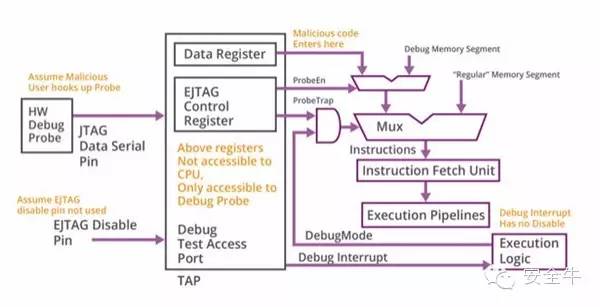 Malicious code
Enters here
Data Register
Debug Memory Segment
Assume Malicious
User hooks up Probe
ProbeEn
"Regular" Memory Segment
HW
Debug
Probe
EJTAG
Control
Register
ProbeTrap
JTAG
Data Serial
Pin
Mux
Above registers
Not accessible to
CPU,
Only accessible to
Debug Probe
Instructions
Instruction Fetch Unit
Assume EJTAG
disable pin not used
EJTAG Disable
Pin
Execution Pipelines
Debug Interrupt
Has no Disable
Debug
Test Access
Port
DebugMode
Execution
Logic
Debug Interrupt
TAP
安全牛